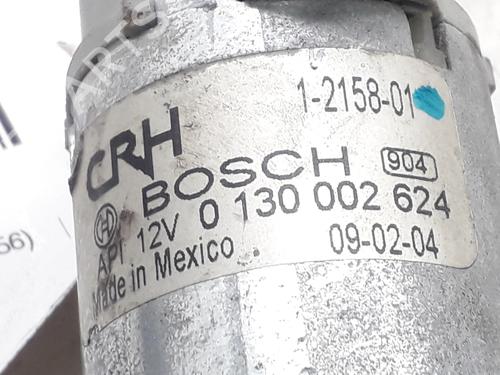 CRH
1-2158-01
BOSCH 904
API 12V 0 130 002 624
Made in Mexico 09-02-04